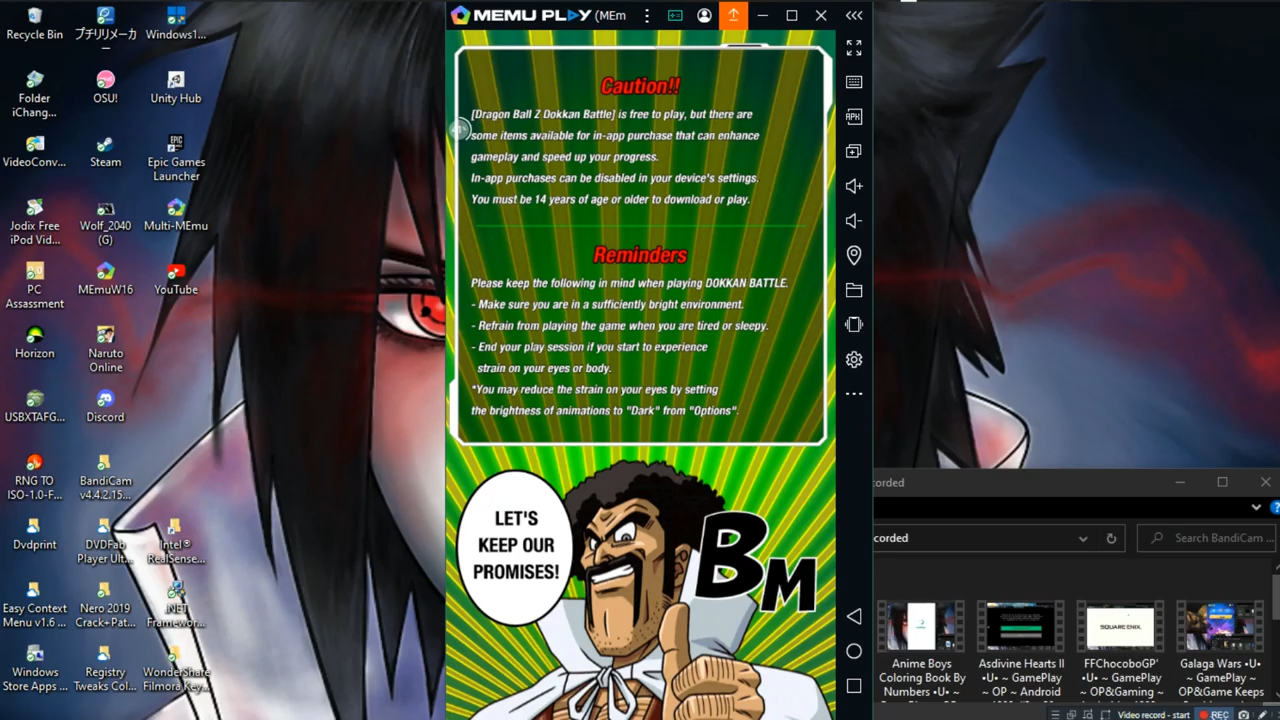 Recycle Bin
プチリリメーカー
Windows1...
Folder
iChang...
OSU!
Unity Hub
VideoConv...
Steam
Epic Games
Launcher
Jodix Free
iPod Vid...
Wolf_2040
(G)
Multi-MEmu
PC
Assassment
MEmuW16
YouTube
Horizon
Naruto
Online
USBXTAFG...
Discord
RNG TO
ISO-1.0-F...
BandiCam
v4.4.2.15...
Dvdprint
DVDFab
Player Ult...
Intel®
RealSense...
Easy Context
Menu v1.6 ...
Nero 2019
Crack+Pat...
.NET
Framewor...
Windows
Store Apps ...
Registry
Tweaks Col...
WonderShare
Filmora Key...
MEMU PLAY (MEm
Caution!!
[Dragon Ball Z Dokkan Battle] is free to play, but there are
some items available for in-app purchase that can enhance
gameplay and speed up your progress.
In-app purchases can be disabled in your device's settings.
You must be 14 years of age or older to download or play.
Reminders
Please keep the following in mind when playing DOKKAN BATTLE.
- Make sure you are in a sufficiently bright environment.
- Refrain from playing the game when you are tired or sleepy.
- End your play session if you start to experience
strain on your eyes or body.
*You may reduce the strain on your eyes by setting
the brightness of animations to "Dark" from "Options".
LET'S
KEEP OUR
PROMISES!
BM
APK
corded
corded
Search BandiCam ...
SQUARE ENIX.
Anime Boys
Coloring Book By
Numbers •U• ~
Asdivine Hearts II
•U• ~ GamePlay
~ OP ~ Android
FFChocoboGP'
•U• ~ GamePlay
~ OP&Gaming ~
Galaga Wars •U•
~ GamePlay ~
OP&Game Keeps
Video record - start
REC